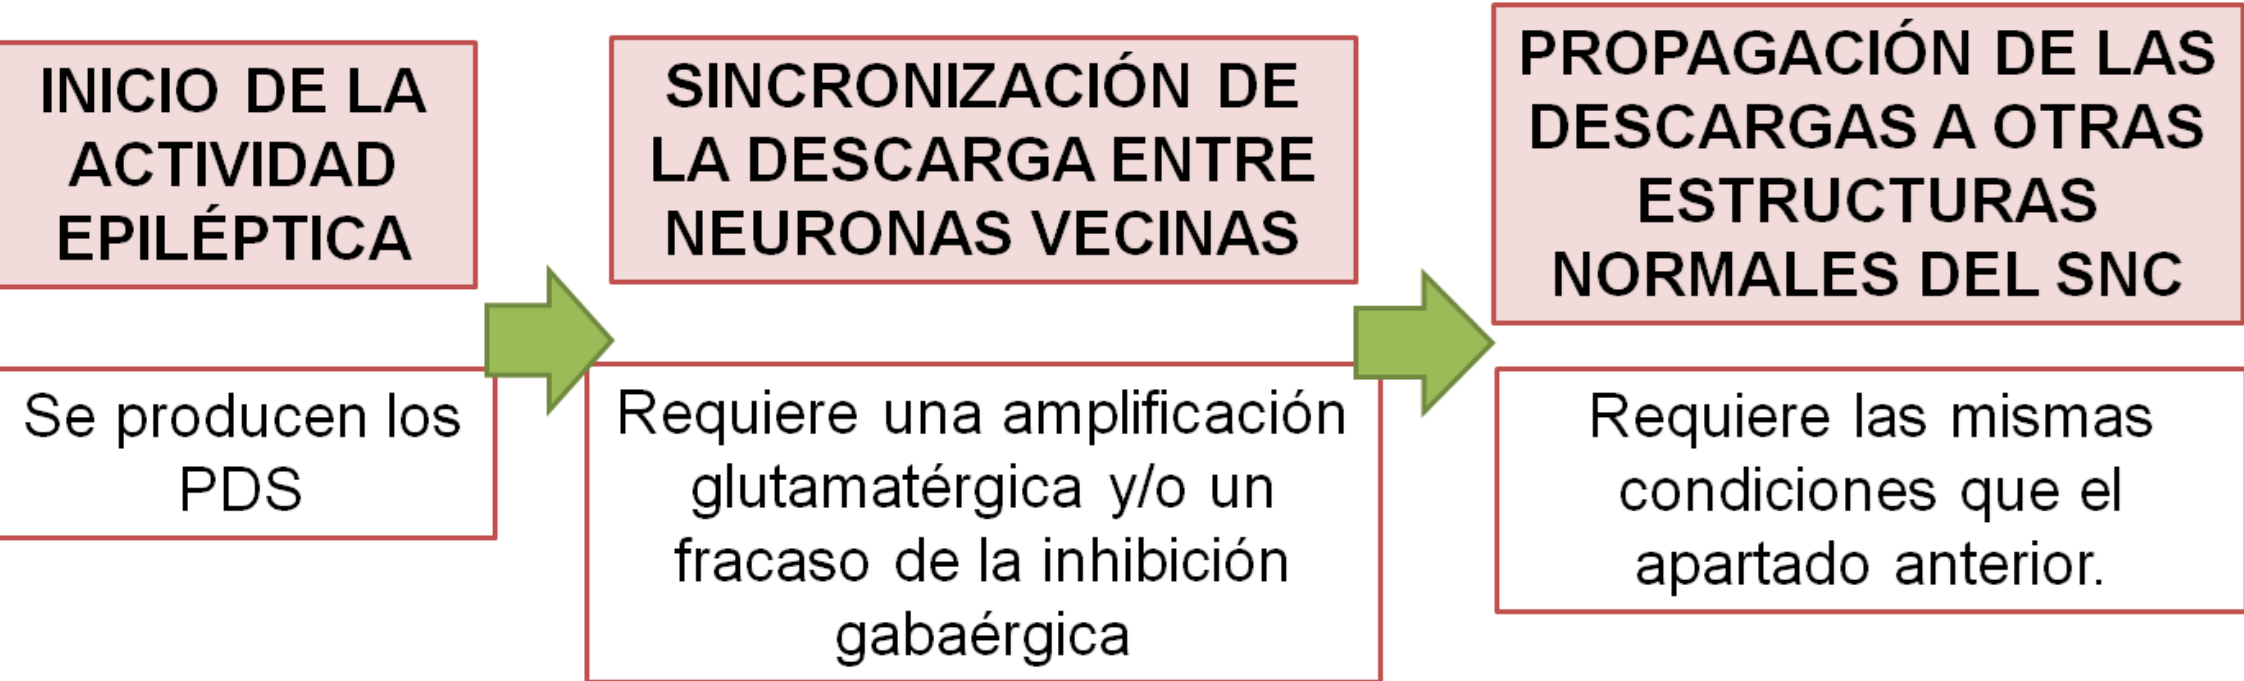 INICIO DE LA
ACTIVIDAD
EPILÉPTICA
Se producen los
PDS
SINCRONIZACIÓN DE
LA DESCARGA ENTRE
NEURONAS VECINAS
Requiere una amplificación
glutamatérgica y/o un
fracaso de la inhibición
gabaérgica
PROPAGACIÓN DE LAS
DESCARGAS A OTRAS
ESTRUCTURAS
NORMALES DEL SNC
Requiere las mismas
condiciones que el
apartado anterior.